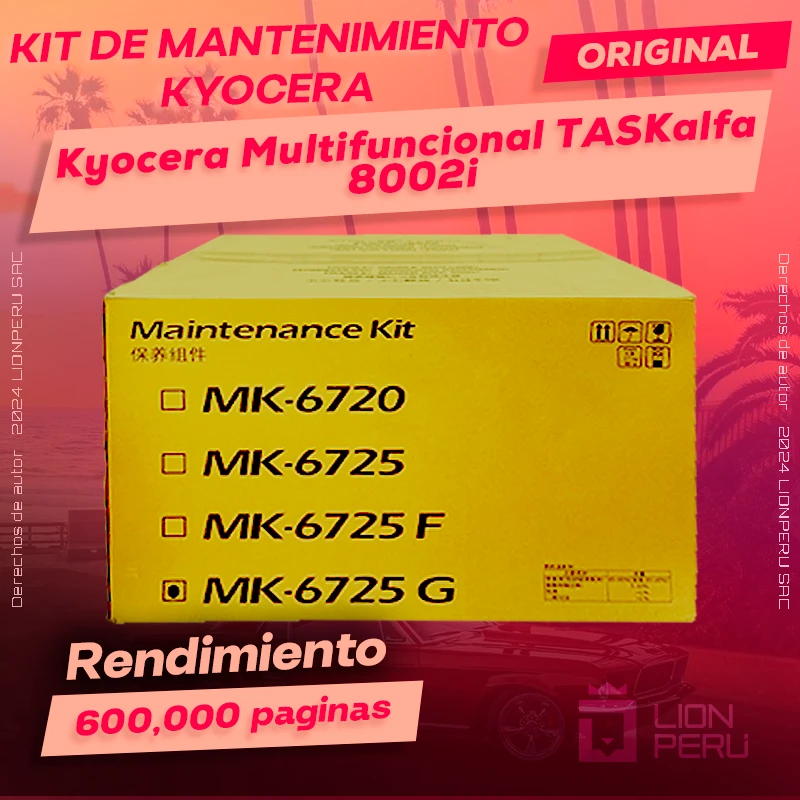 KIT DE MANTENIMIENTO
KYOCERA
ORIGINAL
Kyocera Multifuncional TASKalfa
8002i
Maintenance Kit
保养组件
MK-6720
MK-6725
MK-6725 F
MK-6725 G
Rendimiento
600,000 paginas
LION
PERÚ
Derechos de autor 2024 LIONPERU SAC
Derechos de autor 2024 LIONPERU SAC